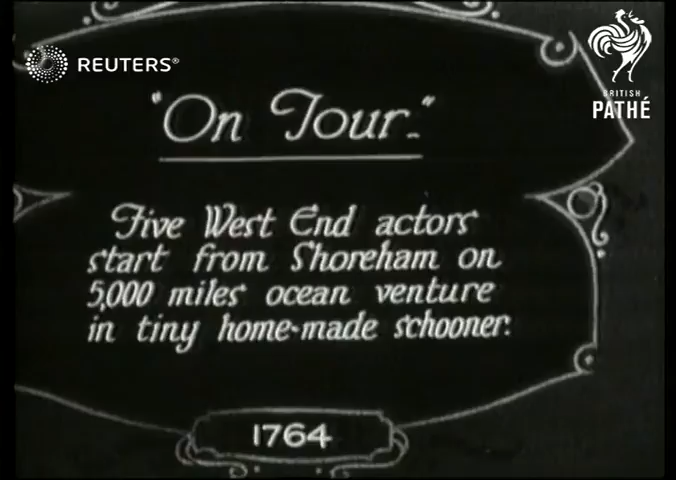 REUTERS®
BRITISH
PATHÉ
"On Tour."
Five West End actors
start from Shoreham on
5,000 miles ocean venture
in tiny home-made schooner.
1764